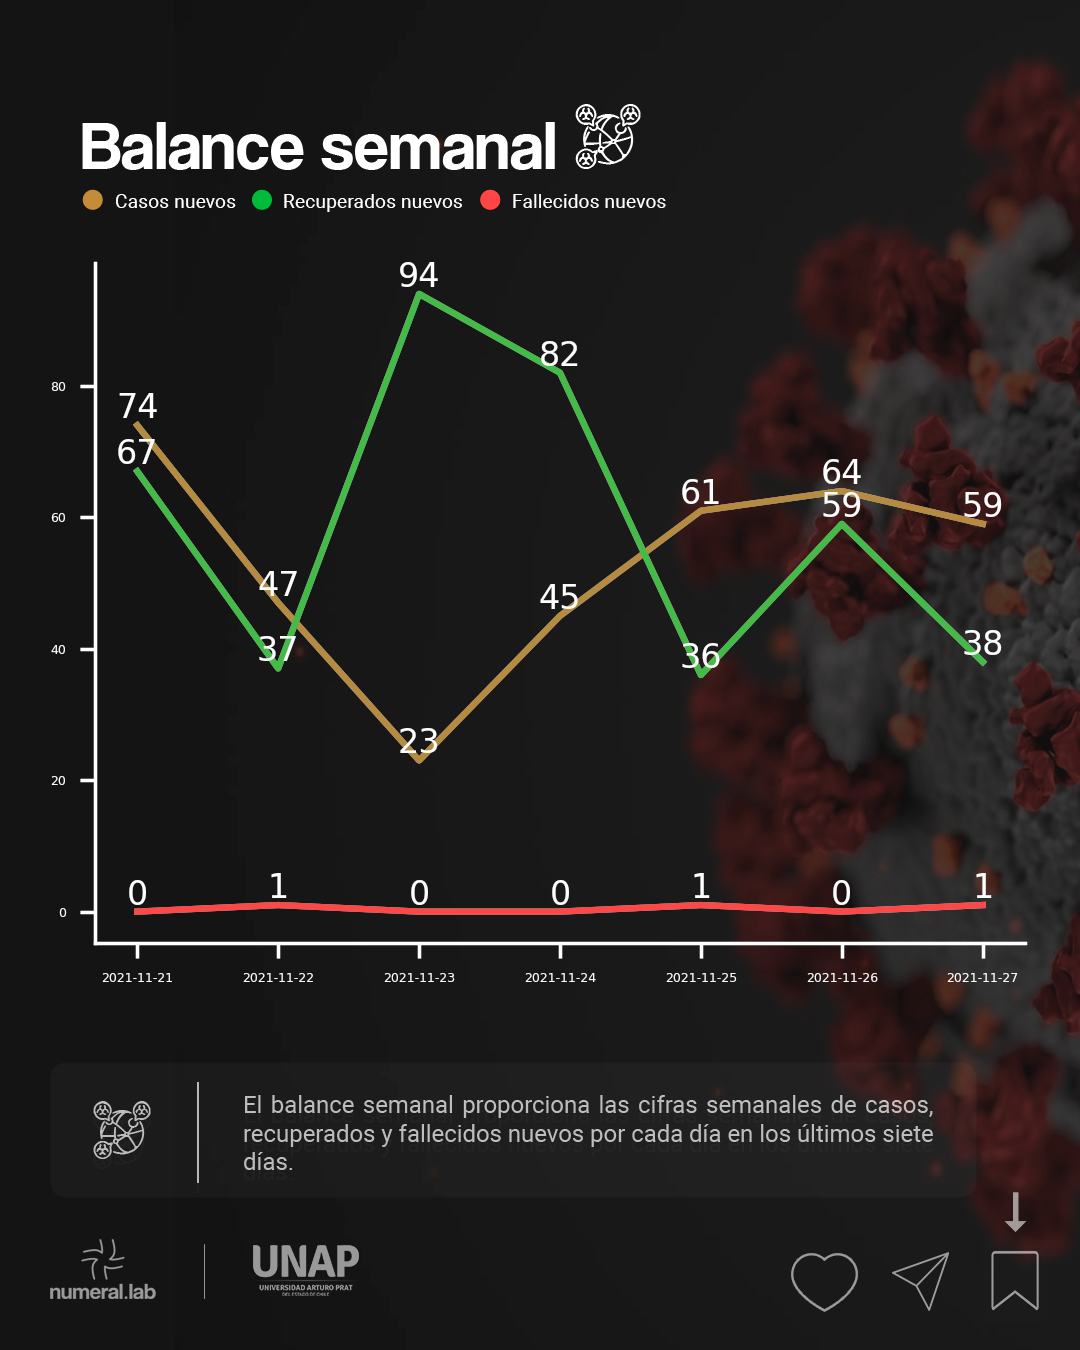 Balance semanal
Casos nuevos Recuperados nuevos Fallecidos nuevos
94
82
80
74
67
64
61
59
59
60
47
45
37
36
38
40
23
20
0 1 0 0 1 0 1
0
2021-11-21 2021-11-22 2021-11-23 2021-11-24 2021-11-25 2021-11-26 2021-11-27
El balance semanal proporciona las cifras semanales de casos,
recuperados y fallecidos nuevos por cada día en los últimos siete
días.
numeral.lab
UNAP
UNIVERSIDAD ARTURO PRAT
DEL ESTADO DE CHILE